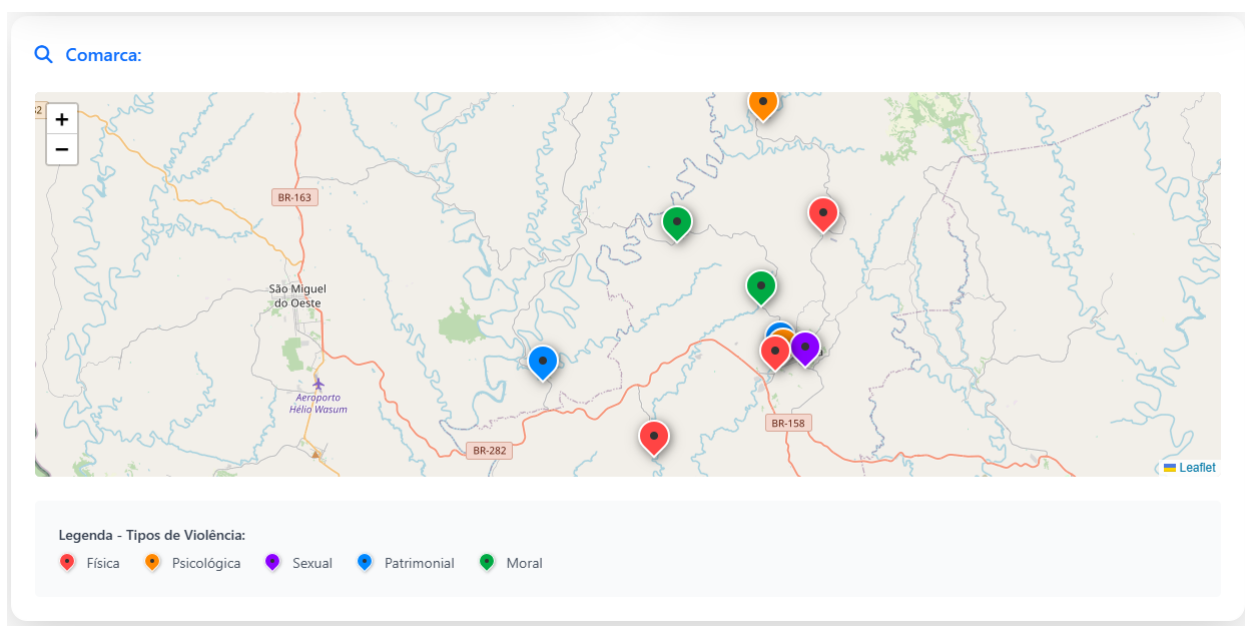 Comarca:
+
−
BR-163
São Miguel
do Oeste
Aeroporto
Hélio Wasum
BR-158
BR-282
Leaflet
Legenda - Tipos de Violência:
Física
Psicológica
Sexual
Patrimonial
Moral